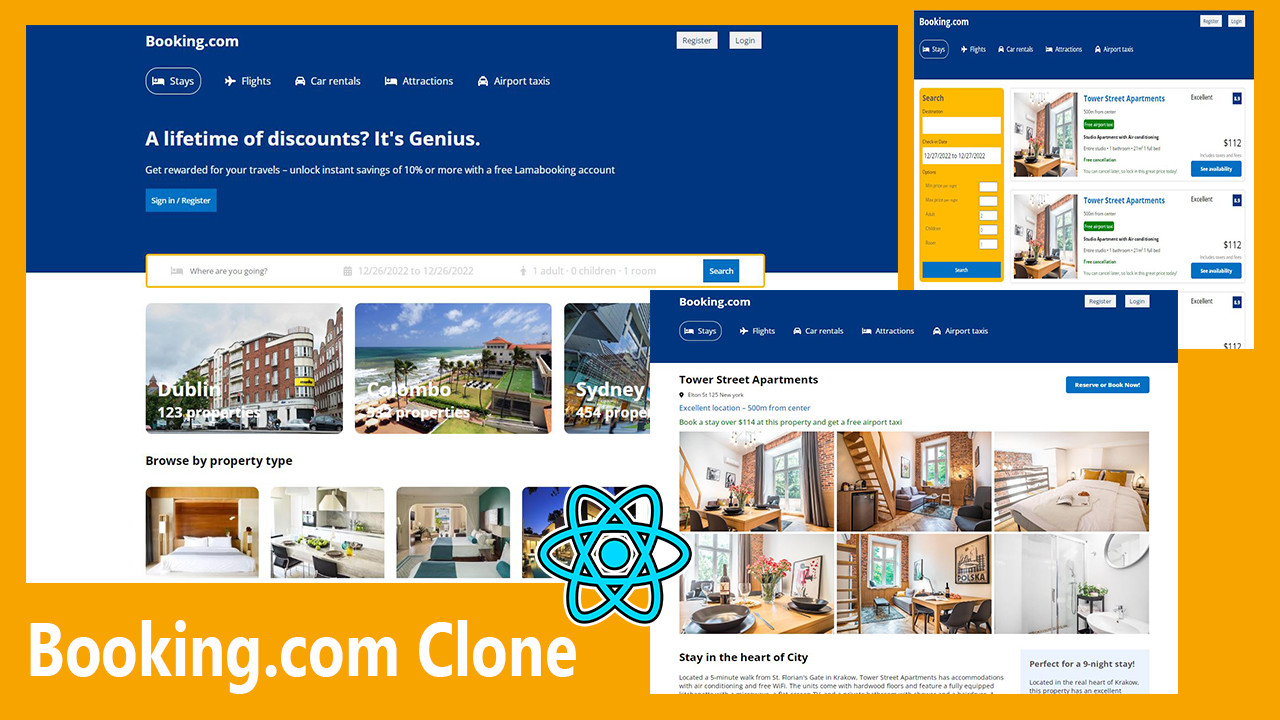 Booking.com
Register Login
Stays Flights Car rentals Attractions Airport taxis
A lifetime of discounts? It's Genius.
Get rewarded for your travels – unlock instant savings of 10% or more with a free Lamabooking account
Sign in / Register
Where are you going? 12/26/2022 to 12/26/2022 1 adult · 0 children · 1 room Search
Dublin
123 properties
Colombo
532 properties
Sydney
454 prope
Browse by property type
Booking.com Clone
Booking.com
Register Login
Stays Flights Car rentals Attractions Airport taxis
Search
Destination
Check-in Date
12/27/2022 to 12/27/2022
Options
Min price per night
Max price per night
Adult 2
Children 2
Room 1
Search
Tower Street Apartments Excellent 8.9
500m from center
Free airport taxi
Studio Apartment with Air conditioning
Entire studio • 1 bathroom • 21m² 1 full bed
Free cancellation
You can cancel later, so lock in this great price today!
$112
Includes taxes and fees
See availability
Tower Street Apartments Excellent 8.9
500m from center
Free airport taxi
Studio Apartment with Air conditioning
Entire studio • 1 bathroom • 21m² 1 full bed
Free cancellation
You can cancel later, so lock in this great price today!
$112
Includes taxes and fees
See availability
Excellent 8.9
$112
Booking.com
Register Login
Stays Flights Car rentals Attractions Airport taxis
Tower Street Apartments
Reserve or Book Now!
Elton St 125 New york
Excellent location – 500m from center
Book a stay over $114 at this property and get a free airport taxi
POLSKA
Stay in the heart of City
Located a 5-minute walk from St. Florian's Gate in Krakow, Tower Street Apartments has accommodations
with air conditioning and free WiFi. The units come with hardwood floors and feature a fully equipped
Perfect for a 9-night stay!
Located in the real heart of Krakow,
this property has an excellent